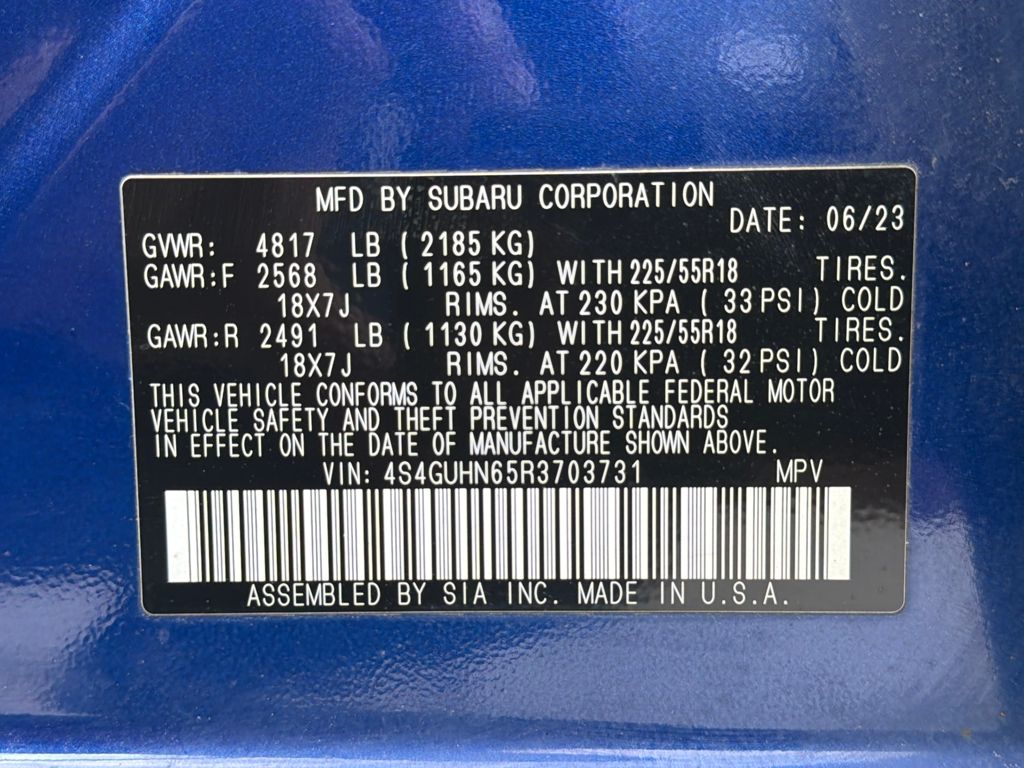 MFD BY SUBARU CORPORATION
DATE: 06/23
GVWR: 4817 LB (2185 KG)
GAWR:F 2568 LB (1165 KG) WITH 225/55R18 TIRES.
18X7J RIMS. AT 230 KPA (33 PSI) COLD
GAWR:R 2491 LB (1130 KG) WITH 225/55R18 TIRES.
18X7J RIMS. AT 220 KPA (32 PSI) COLD
THIS VEHICLE CONFORMS TO ALL APPLICABLE FEDERAL MOTOR
VEHICLE SAFETY AND THEFT PREVENTION STANDARDS
IN EFFECT ON THE DATE OF MANUFACTURE SHOWN ABOVE.
VIN: 4S4GUHN65R3703731 MPV
ASSEMBLED BY SIA INC. MADE IN U.S.A.